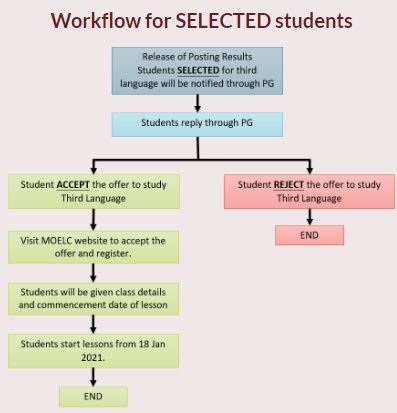 Workflow for SELECTED students
Release of Posting Results
Students SELECTED for third
language will be notified through PG
Students reply through PG
Student ACCEPT the offer to study
Third Language
Student REJECT the offer to study
Third Language
Visit MOELC website to accept the
offer and register.
END
Students will be given class details
and commencement date of lesson
Students start lessons from 18 Jan
2021.
END